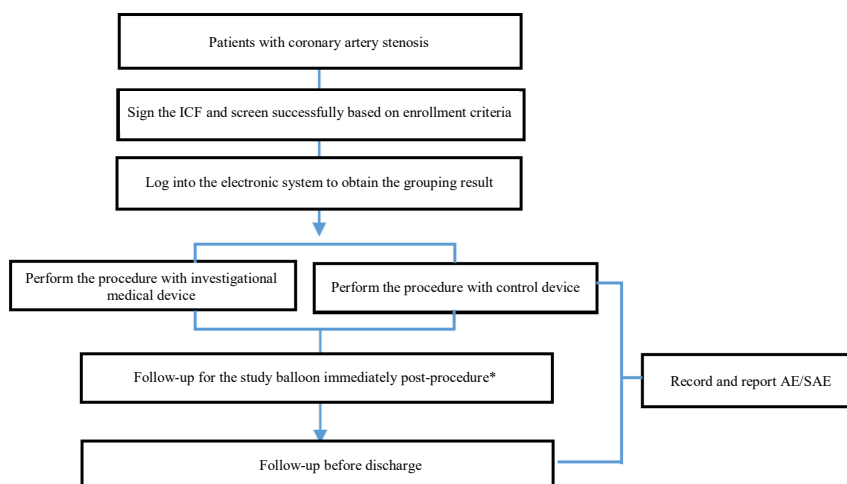 Patients with coronary artery stenosis
Sign the ICF and screen successfully based on enrollment criteria
Log into the electronic system to obtain the grouping result
Perform the procedure with investigational
medical device
Perform the procedure with control device
Follow-up for the study balloon immediately post-procedure*
Record and report AE/SAE
Follow-up before discharge